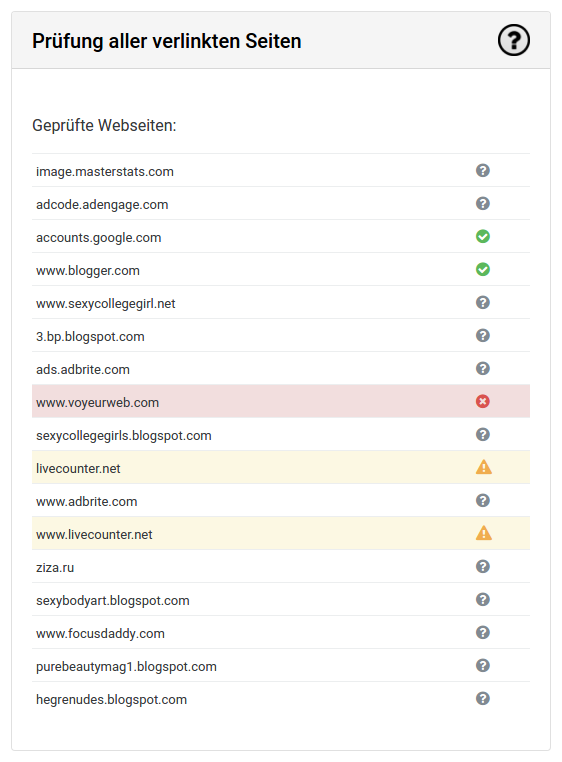 Prüfung aller verlinkten Seiten
Geprüfte Webseiten:
image.masterstats.com
adcode.adengage.com
accounts.google.com
www.blogger.com
www.sexycollegegirl.net
3.bp.blogspot.com
ads.adbrite.com
www.voyeurweb.com
sexycollegegirls.blogspot.com
livecounter.net
www.adbrite.com
www.livecounter.net
ziza.ru
sexybodyart.blogspot.com
www.focusdaddy.com
purebeautymag1.blogspot.com
hegrenudes.blogspot.com